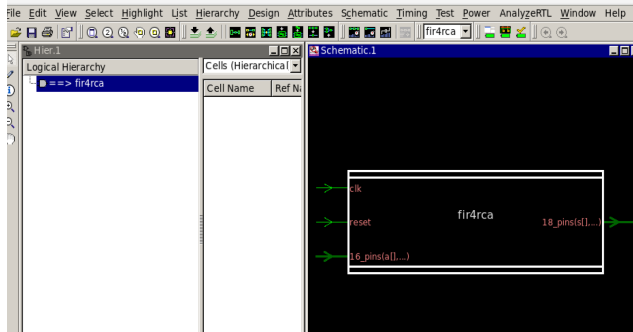 File Edit View Select Highlight List Hierarchy Design Attributes Schematic Timing Test Power AnalyzeRTL Window Help
fir4rca
Hier.1
Schematic.1
Logical Hierarchy
Cells (Hierarchical
==> fir4rca
Cell Name Ref Na
clk
reset
fir4rca
18_pins(s[],...)
16_pins(a[],...)